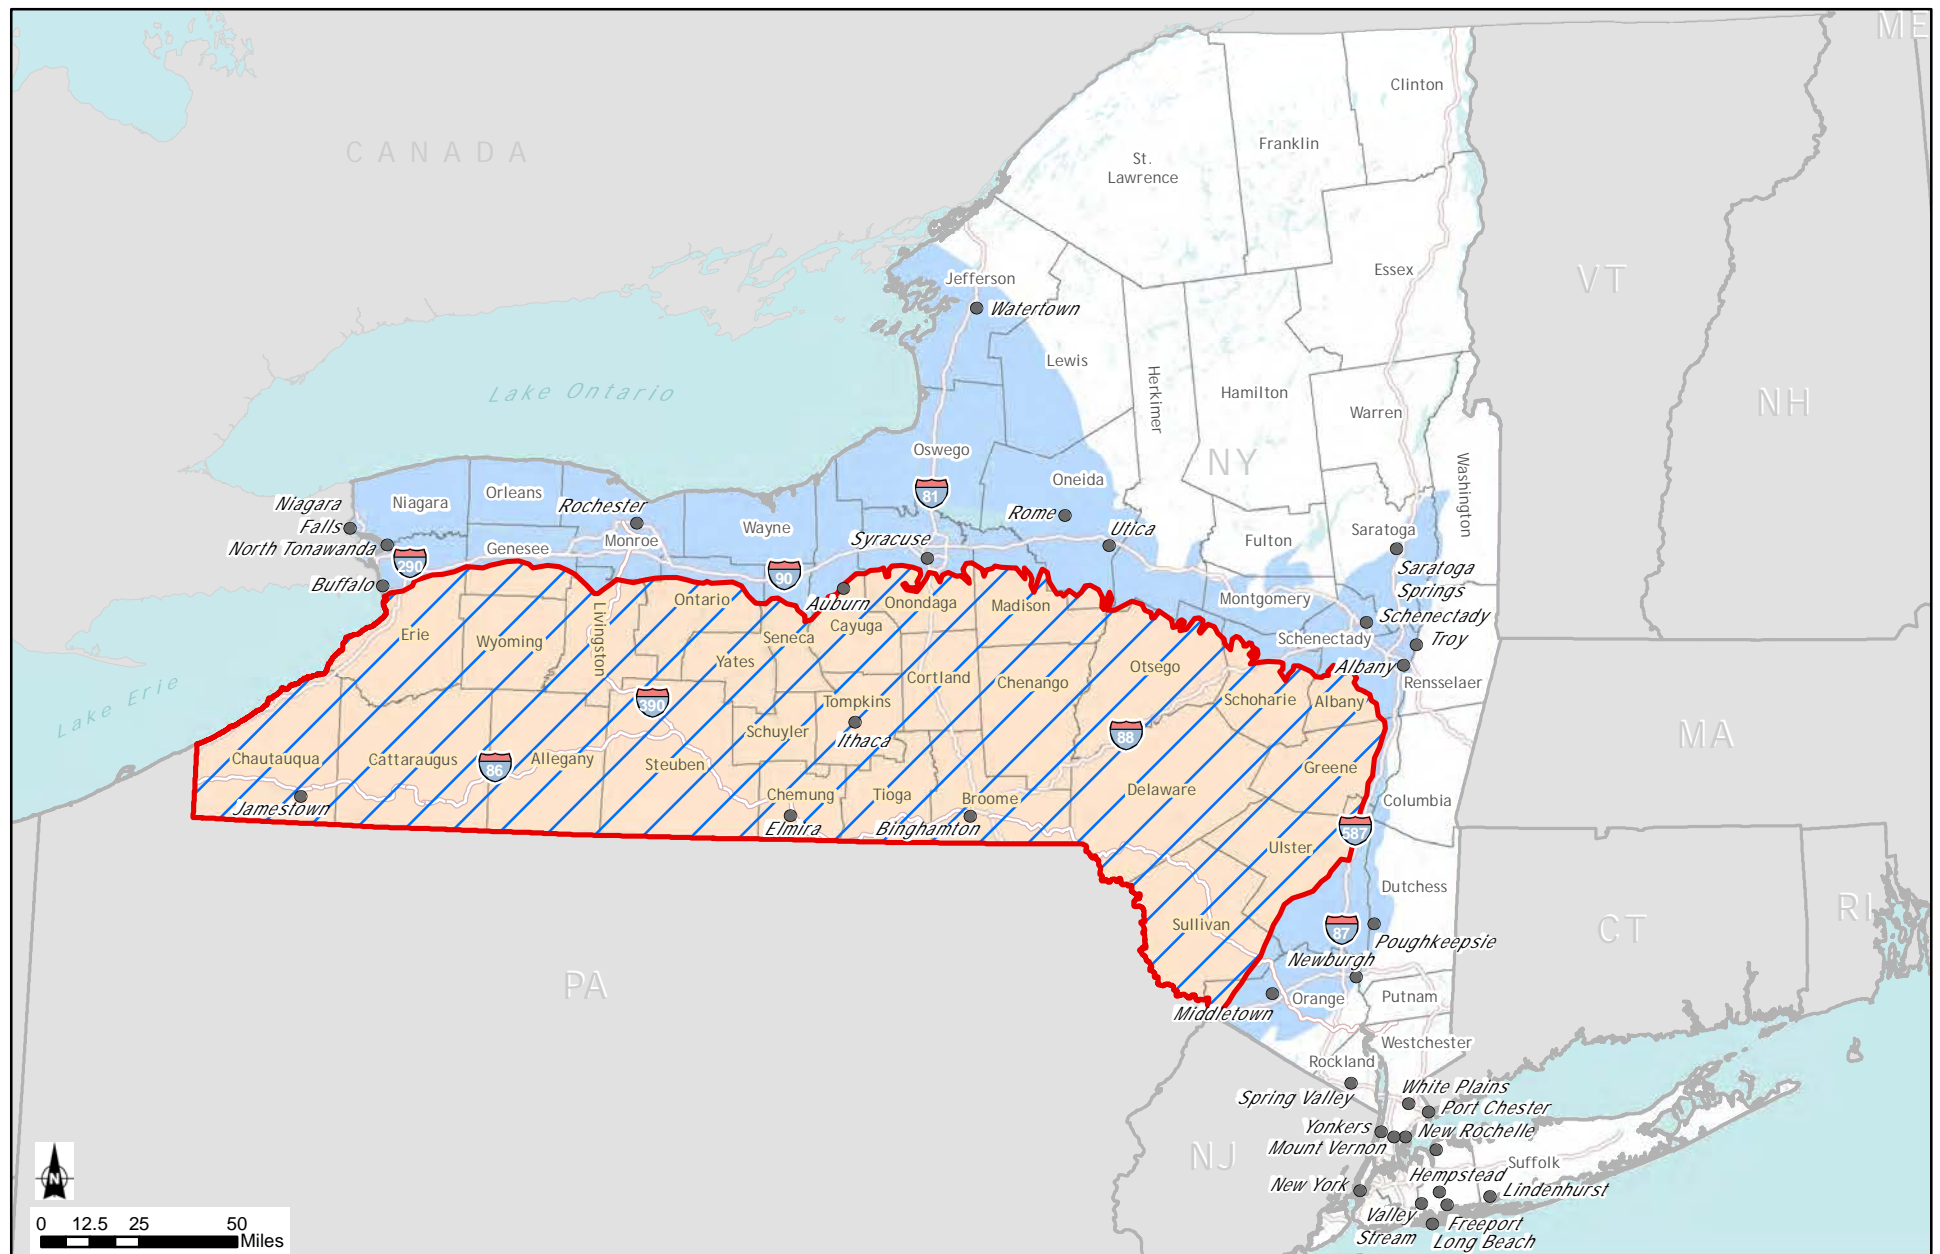 ME
CANADA
Clinton
Franklin
St.
Lawrence
Essex
VT
Jefferson
Watertown
Lewis
Herkimer
Hamilton
Warren
NH
Lake Ontario
NY
Washington
Oswego
81
Oneida
Rome
Utica
Saratoga
Saratoga
Springs
Fulton
Montgomery
Niagara
Falls
Niagara
Orleans
Rochester
Wayne
Syracuse
North Tonawanda
290
Genesee
Monroe
90
Buffalo
Auburn
Cayuga
Onondaga
Madison
Ontario
Livingston
Seneca
Erie
Wyoming
Yates
Schenectady
Schenectady
Troy
Albany
Rensselaer
Otsego
Cortland
Chenango
Schoharie
Albany
Lake Erie
390
Tompkins
Ithaca
Schuyler
88
MA
Chautauqua
Cattaraugus
86
Allegany
Steuben
Greene
Delaware
Columbia
Jamestown
Chemung
Elmira
Tioga
Broome
Binghamton
587
Ulster
Dutchess
CT
RI
Sullivan
87
Poughkeepsie
Newburgh
PA
Middletown
Orange
Putnam
Westchester
Rockland
Spring Valley
White Plains
Port Chester
Yonkers
New Rochelle
Mount Vernon
NJ
Suffolk
Hempstead
New York
Lindenhurst
Valley
Stream
Freeport
Long Beach
N
0 12.5 25 50
Miles